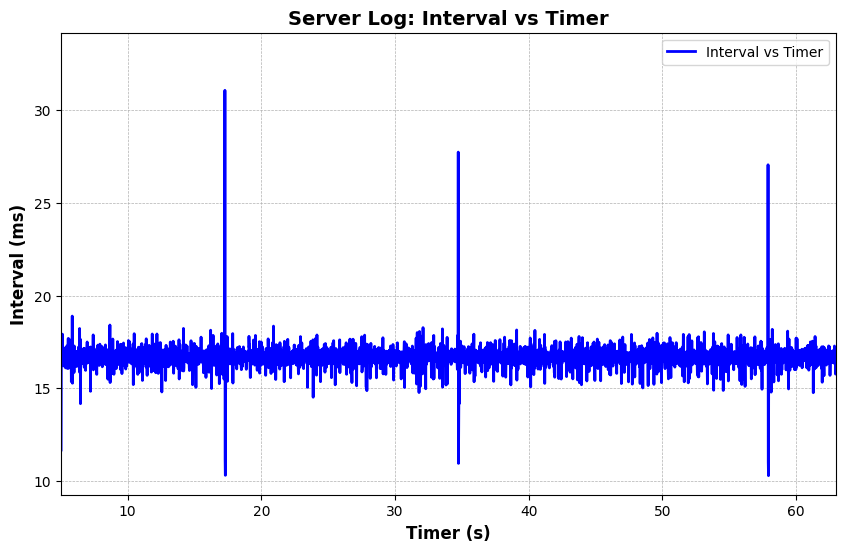 Server Log: Interval vs Timer
Interval vs Timer
30
25
20
15
10
Interval (ms)
10 20 30 40 50 60
Timer (s)